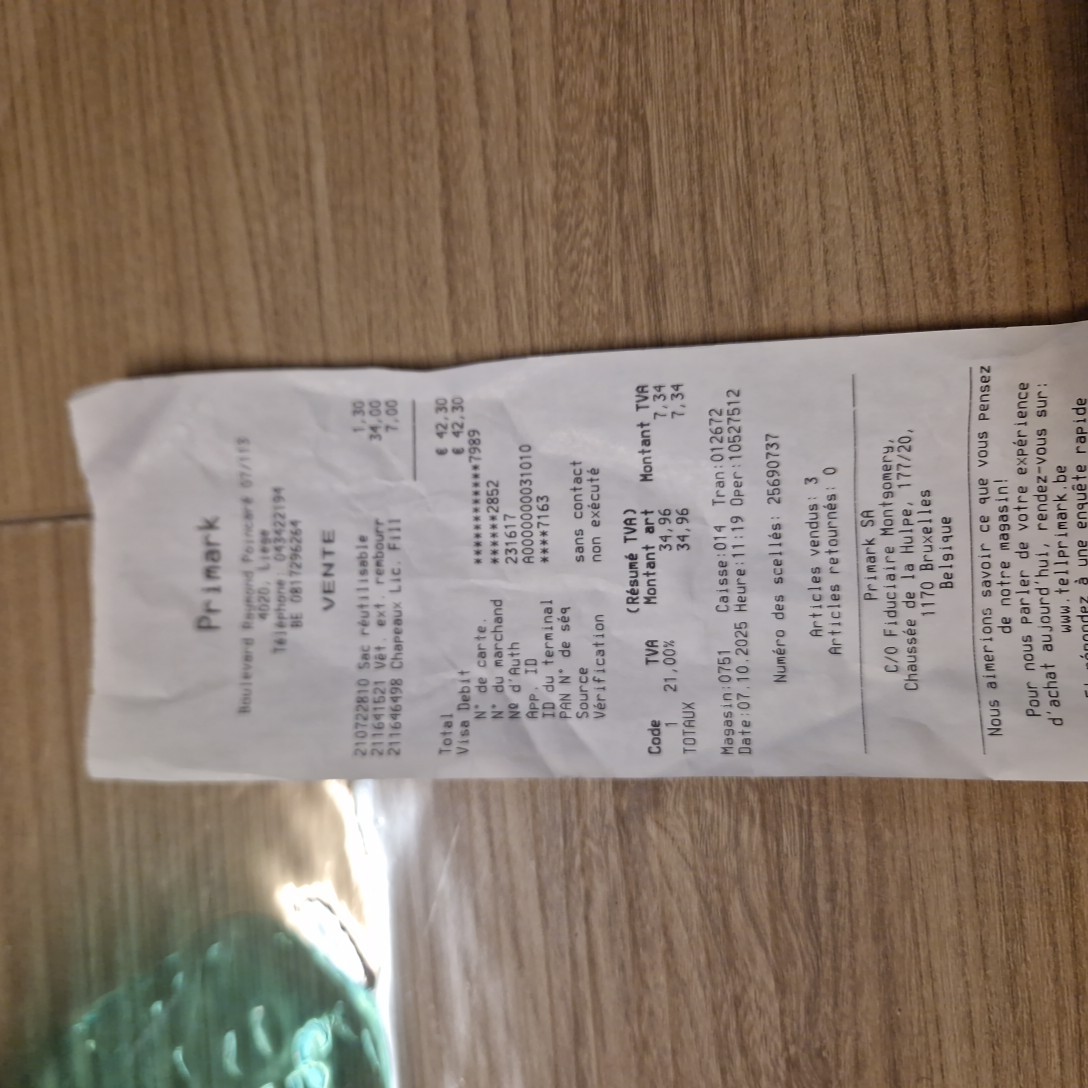 Primark
Boulevard Raymond Poincaré 07/113
4020, Liège
Téléphone: 043422194
BE 0817296264
VENTE
210722810 Sac réutilisable 1,30
211641521 Vêt. ext. rembourr 34,00
211646498 Chapeaux Lic. Fill 7,00
Total € 42,30
Visa Debit € 42,30
N° de carte. ************7989
N° du marchand ******2852
Nº d'Auth 231617
App. ID A0000000031010
ID du terminal ****7163
PAN N° de séq
Source sans contact
Vérification non exécuté
(Résumé TVA)
Code TVA Montant art Montant TVA
1 21,00% 34,96 7,34
TOTAUX 34,96 7,34
Magasin:0751 Caisse:014 Tran:012672
Date:07.10.2025 Heure:11:19 Oper:10527512
Numéro des scellés: 25690737
Articles vendus: 3
Articles retournés: 0
Primark SA
C/O Fiduciaire Montgomery,
Chaussée de la Hulpe, 177/20,
1170 Bruxelles
Belgique
Nous aimerions savoir ce que vous pensez
de notre magasin!
Pour nous parler de votre expérience
d'achat aujourd'hui, rendez-vous sur:
www.tellprimark.be
à une enquête rapide